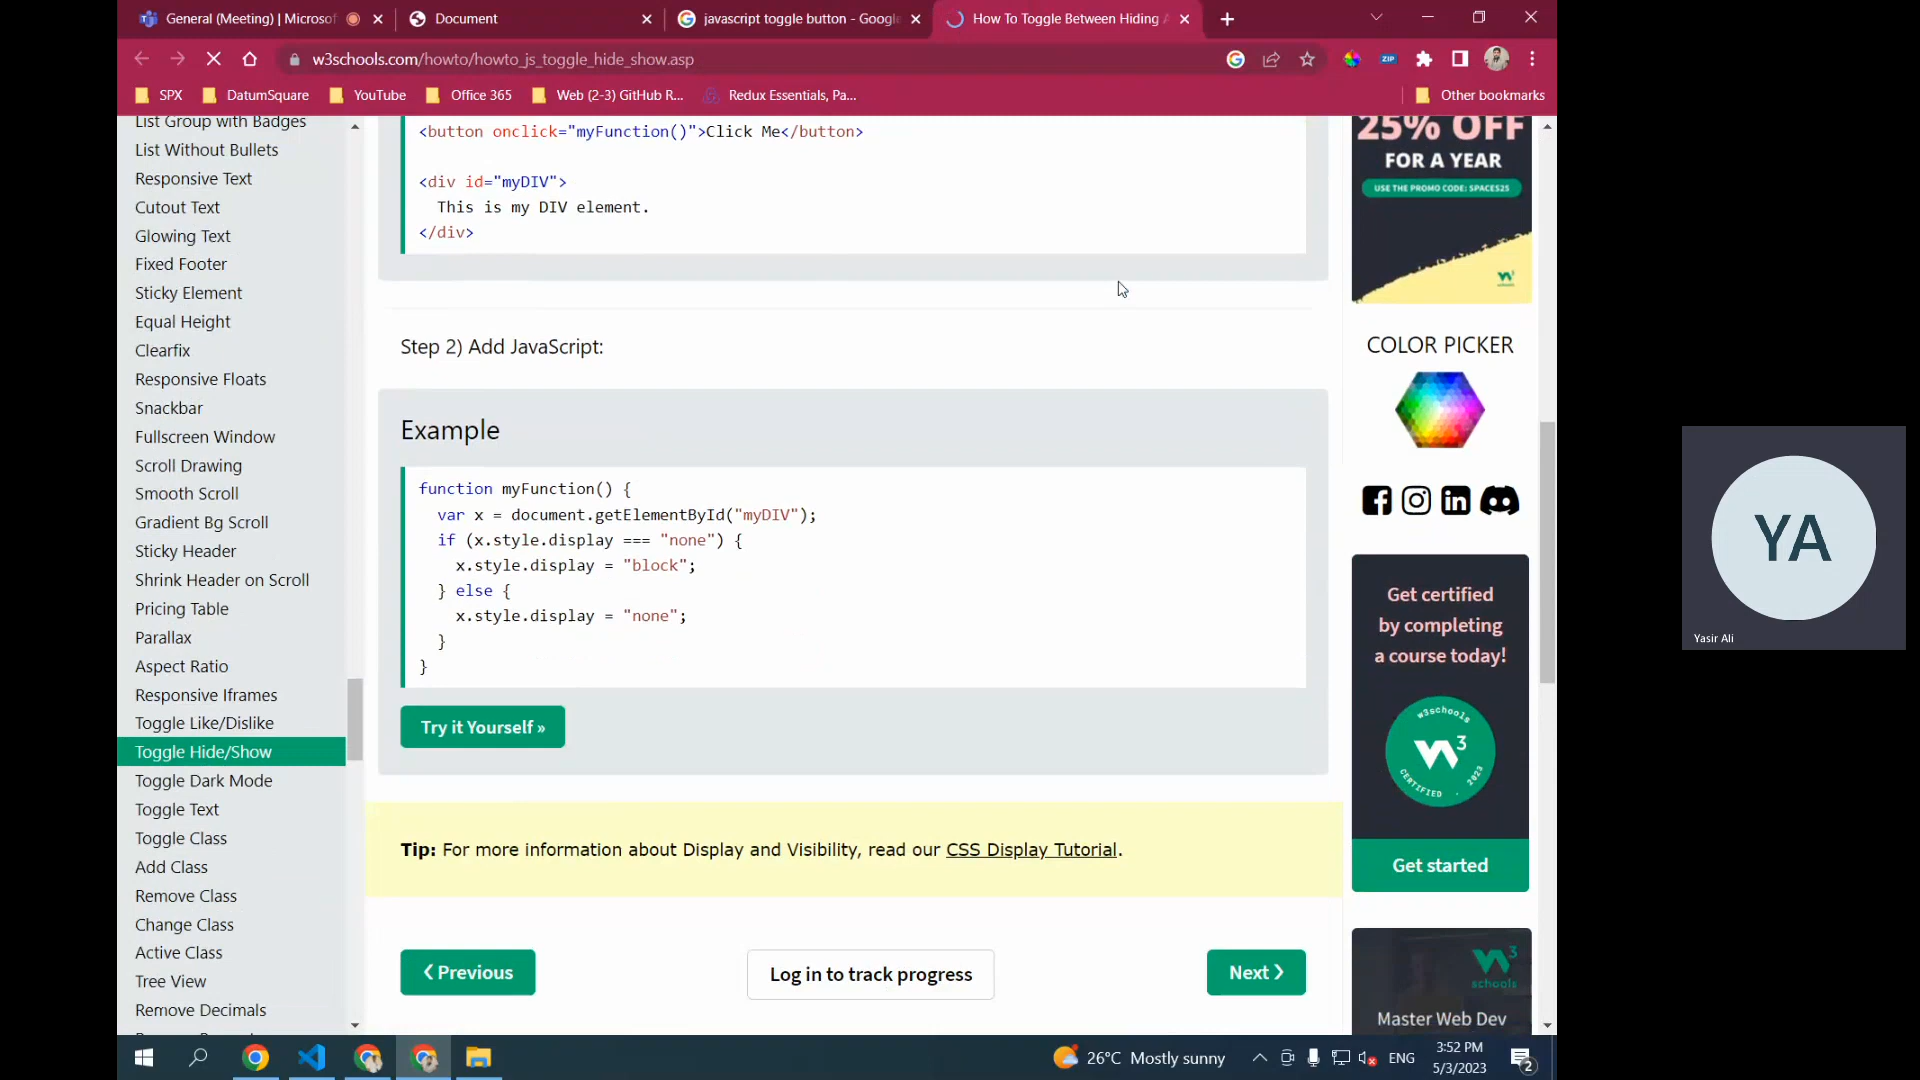 General (Meeting) | Microsof
Document
javascript toggle button - Google
How To Toggle Between Hiding A
w3schools.com/howto/howto_js_toggle_hide_show.asp
ZIP
SPX
DatumSquare
YouTube
Office 365
Web (2-3) GitHub R...
Redux Essentials, Pa...
Other bookmarks
List Group with Badges
List Without Bullets
Responsive Text
Cutout Text
Glowing Text
Fixed Footer
Sticky Element
Equal Height
Clearfix
Responsive Floats
Snackbar
Fullscreen Window
Scroll Drawing
Smooth Scroll
Gradient Bg Scroll
Sticky Header
Shrink Header on Scroll
Pricing Table
Parallax
Aspect Ratio
Responsive Iframes
Toggle Like/Dislike
Toggle Hide/Show
Toggle Dark Mode
Toggle Text
Toggle Class
Add Class
Remove Class
Change Class
Active Class
Tree View
Remove Decimals
<button onclick="myFunction()">Click Me</button>
<div id="myDIV">
This is my DIV element.
</div>
Step 2) Add JavaScript:
Example
function myFunction() {
var x = document.getElementById("myDIV");
if (x.style.display === "none") {
x.style.display = "block";
} else {
x.style.display = "none";
}
}
Try it Yourself »
Tip: For more information about Display and Visibility, read our CSS Display Tutorial.
❮ Previous
Log in to track progress
Next ❯
25% OFF
FOR A YEAR
USE THE PROMO CODE: SPACES25
schools
COLOR PICKER
Get certified
by completing
a course today!
w3schools
W3
CERTIFIED . 2023
Get started
W3
schools
Master Web Dev
YA
Yasir Ali
26°C Mostly sunny
ENG
3:52 PM
5/3/2023
2